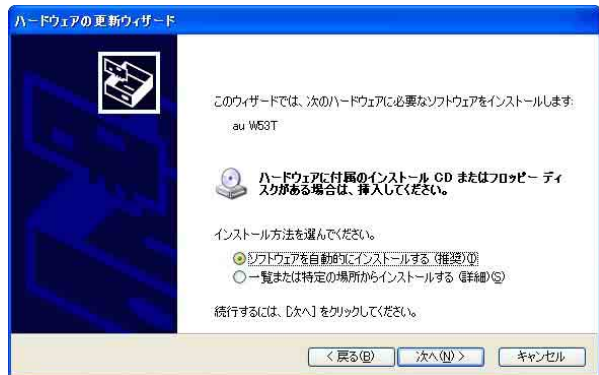 ハードウェアの更新ウィザード
このウィザードでは、次のハードウェアに必要なソフトウェアをインストールします:
au W53T
ハードウェアに付属のインストール CD またはフロッピー ディ
スクがある場合は、挿入してください。
インストール方法を選んでください。
ソフトウェアを自動的にインストールする (推奨)(I)
一覧または特定の場所からインストールする (詳細)(S)
続行するには、[次へ] をクリックしてください。
< 戻る(B) 次へ(N) > キャンセル